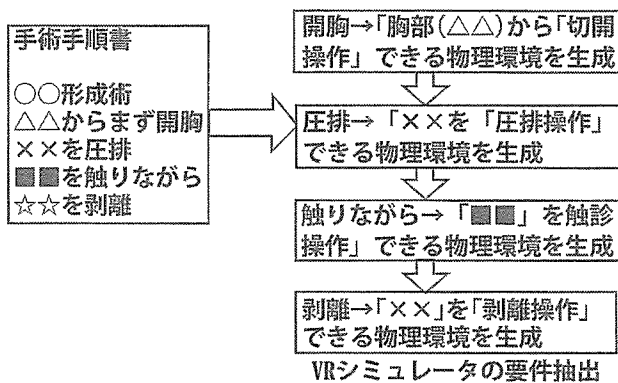 手術手順書
○○形成術
△△からまず開胸
××を圧排
■■を触りながら
☆☆を剥離
開胸→「胸部(△△)から「切開
操作」できる物理環境を生成
圧排→「××を「圧排操作」
できる物理環境を生成
触りながら→「■■」を触診
操作」できる物理環境を生成
剥離→「××」を「剥離操作」
できる物理環境を生成
VRシミュレータの要件抽出